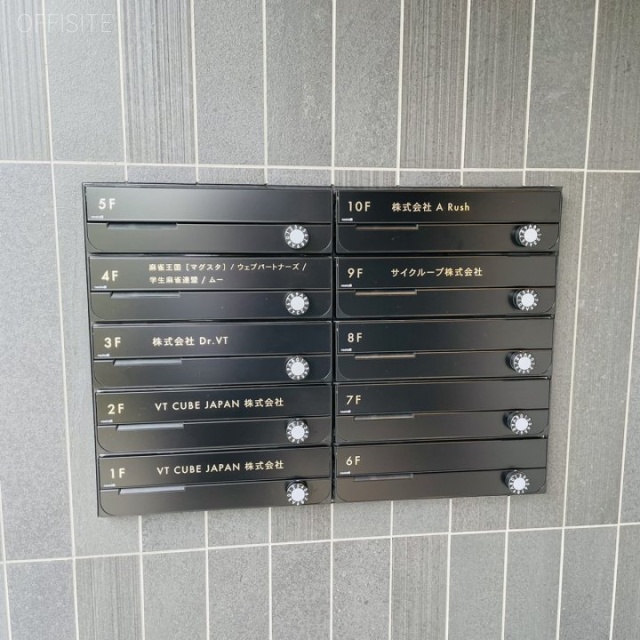 OFFISITE
5F
4F 麻雀王国［マグスタ］/ ウェブパートナーズ /
学生麻雀連盟 / ムー
3F 株式会社 Dr.VT
2F VT CUBE JAPAN 株式会社
1F VT CUBE JAPAN 株式会社
10F 株式会社 A Rush
9F サイクループ株式会社
8F
7F
6F